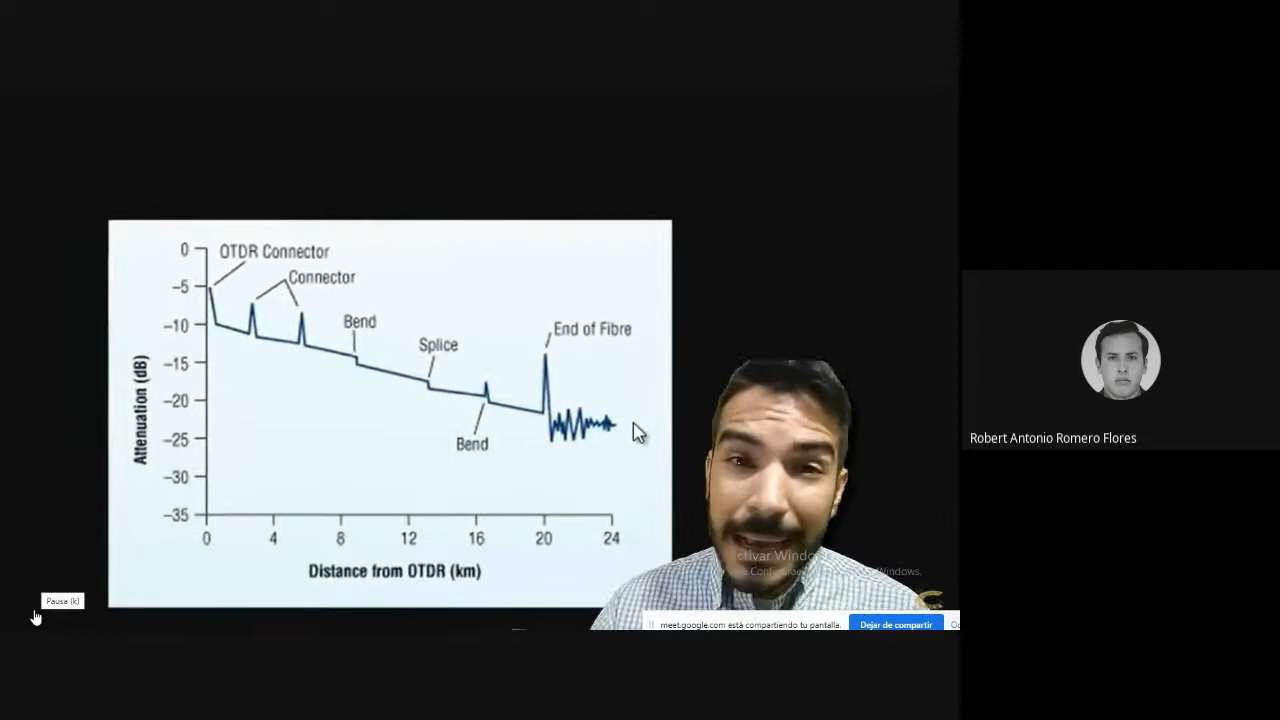 0
OTDR Connector
–5
Connector
–10
Bend
End of Fibre
–15
Splice
–20
–25
Bend
–30
–35
Attenuation (dB)
0 4 8 12 16 20 24
Distance from OTDR (km)
Robert Antonio Romero Flores
Pausa (k)
Windows.
meet.google.com está compartiendo tu pantalla.
Dejar de compartir